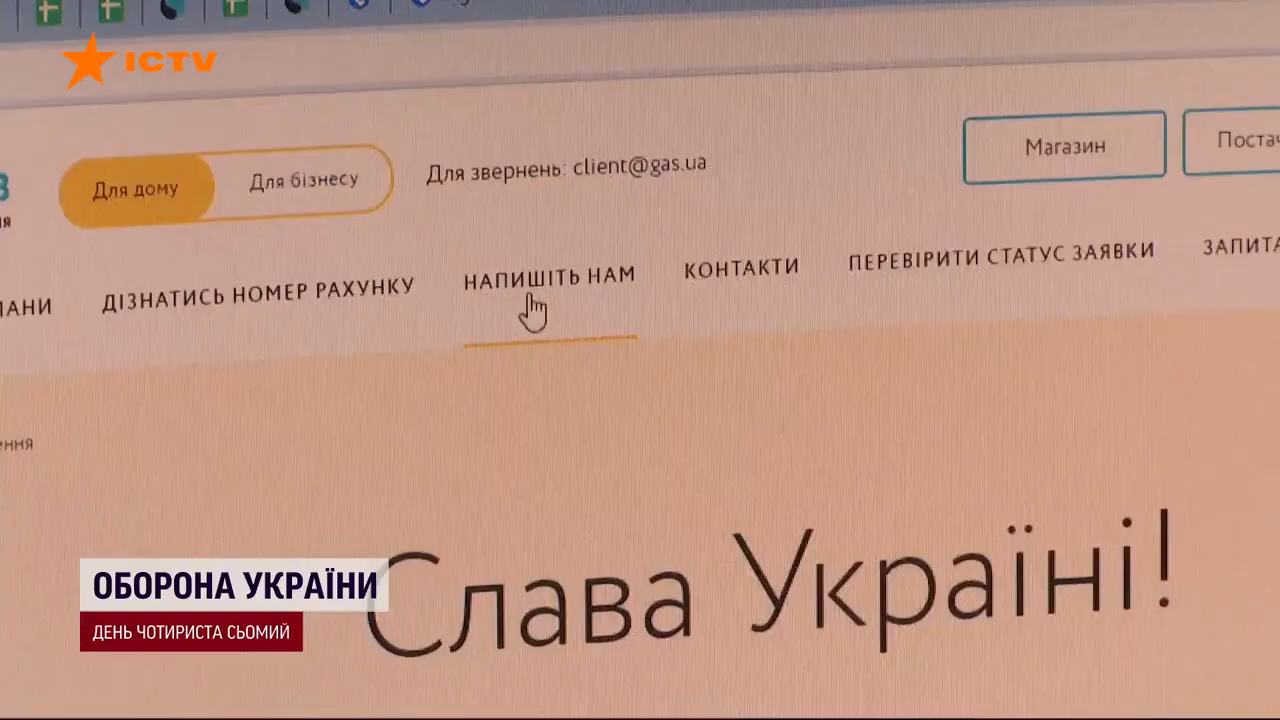 ICTV
Для дому
Для бізнесу
Для звернень: client@gas.ua
Магазин
ДІЗНАТИСЬ НОМЕР РАХУНКУ
НАПИШІТЬ НАМ
КОНТАКТИ
ПЕРЕВІРИТИ СТАТУС ЗАЯВКИ
Слава Україні!
ОБОРОНА УКРАЇНИ
ДЕНЬ ЧОТИРИСТА СЬОМИЙ